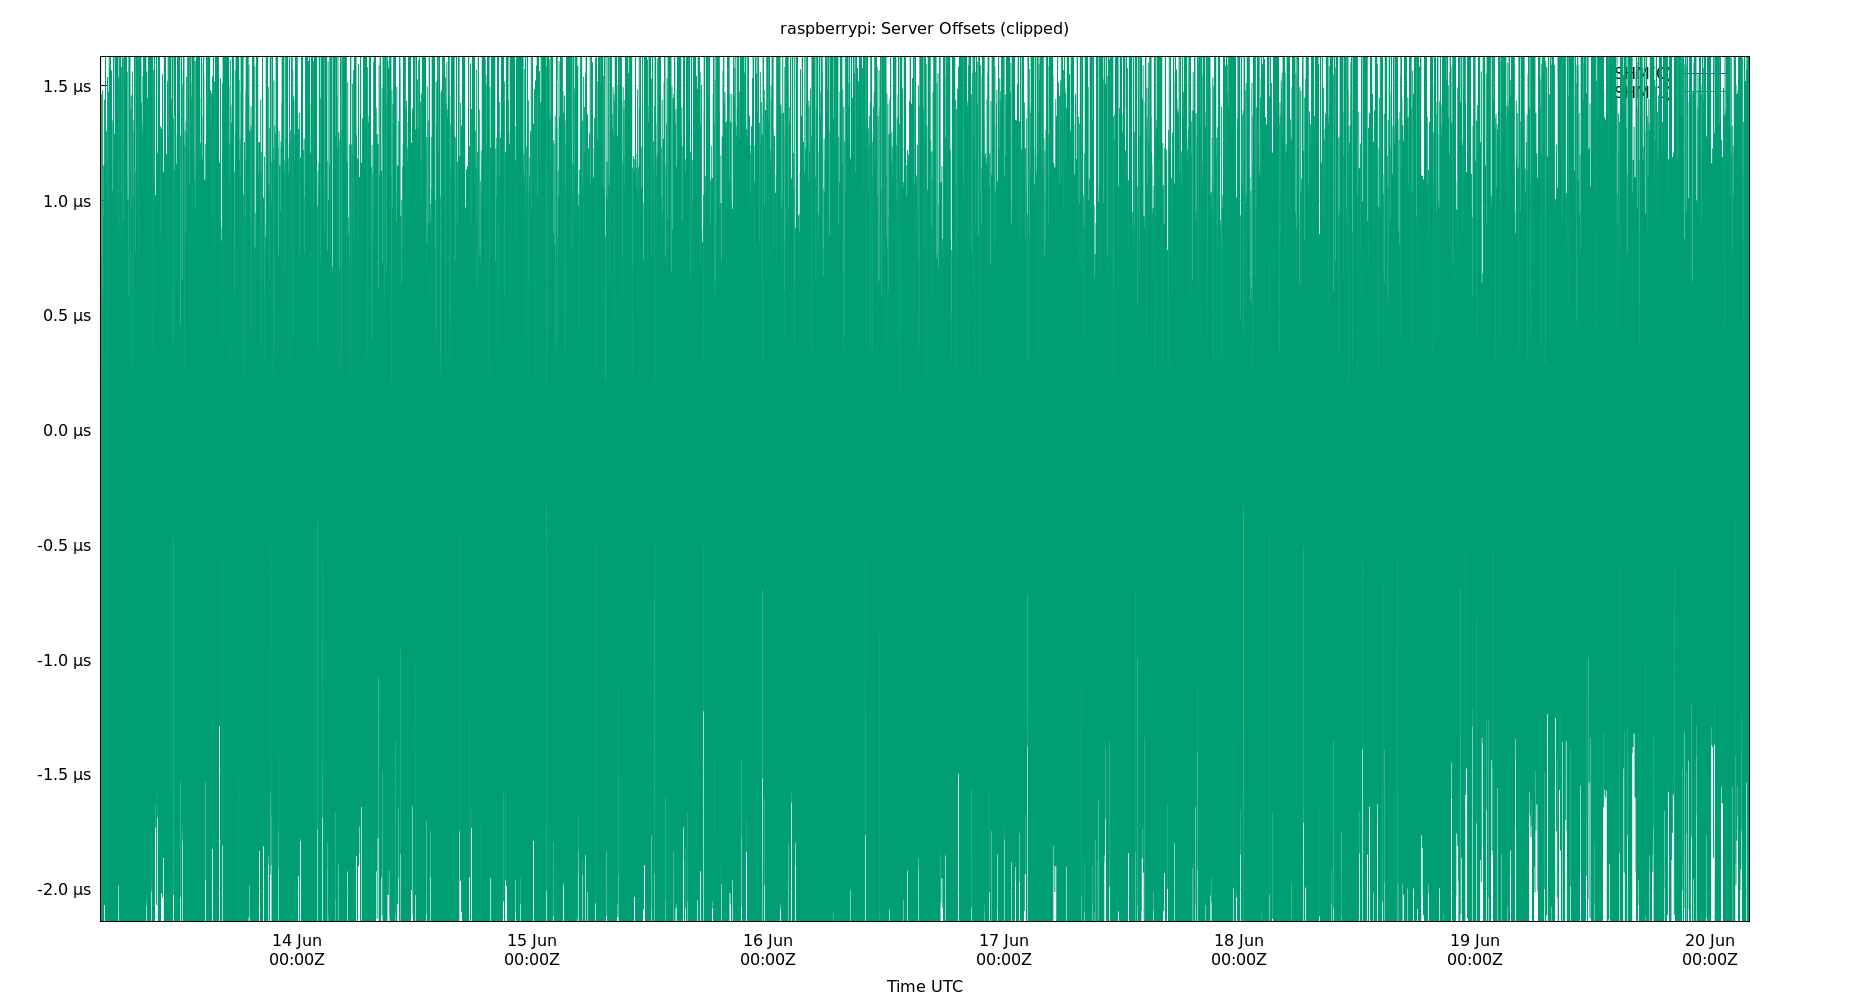 raspberrypi: Server Offsets (clipped)
1.5 µs
SHM(0)
1.0 µs
0.5 µs
0.0 µs
-0.5 µs
-1.0 µs
-1.5 µs
-2.0 µs
14 Jun 15 Jun 16 Jun 17 Jun 18 Jun 19 Jun 20 Jun
00:00Z 00:00Z 00:00Z 00:00Z 00:00Z 00:00Z 00:00Z
Time UTC